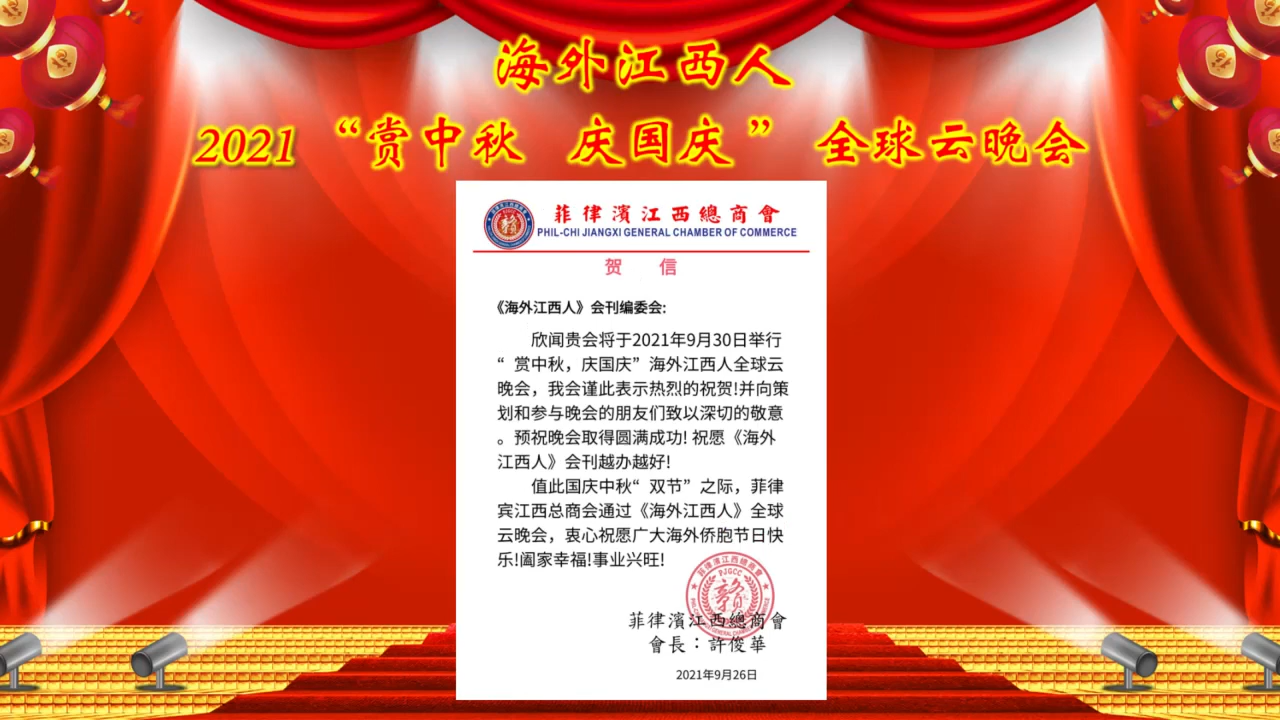 海外江西人
2021 “赏中秋 庆国庆” 全球云晚会
菲律濱江西總商會
PHIL-CHI JIANGXI GENERAL CHAMBER OF COMMERCE
贺 信
《海外江西人》会刊编委会:
欣闻贵会将于2021年9月30日举行
“赏中秋，庆国庆”海外江西人全球云
晚会，我会谨此表示热烈的祝贺!并向策
划和参与晚会的朋友们致以深切的敬意
。预祝晚会取得圆满成功! 祝愿《海外
江西人》会刊越办越好!
值此国庆中秋“双节”之际，菲律
宾江西总商会通过《海外江西人》全球
云晚会，衷心祝愿广大海外侨胞节日快
乐!阖家幸福!事业兴旺!
菲律濱江西總商會
PJGCC
贛
菲律濱江西總商會
會長：許俊華
2021年9月26日